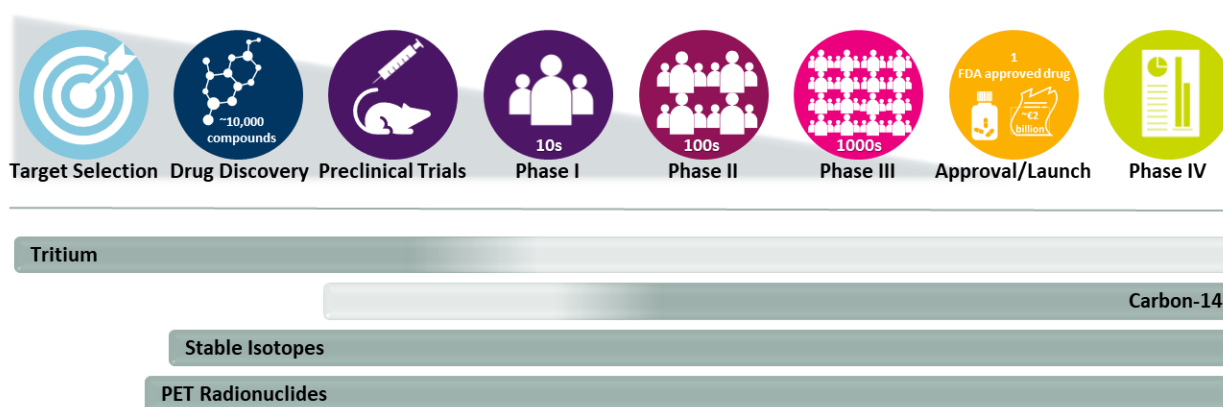 ~10,000
compounds
10s
100s
1000s
1
FDA approved drug
~€2
billion
Target Selection
Drug Discovery
Preclinical Trials
Phase I
Phase II
Phase III
Approval/Launch
Phase IV
Tritium
Carbon-14
Stable Isotopes
PET Radionuclides